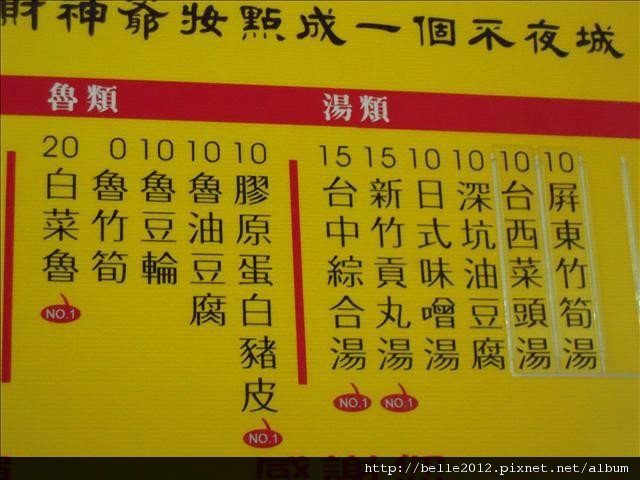 財神爺妝點成一個不夜城
魯類
20 白菜魯 NO.1
0 魯竹筍
10 魯豆輪
10 魯油豆腐
10 膠原蛋白豬皮 NO.1
湯類
15 台中綜合湯 NO.1
15 新竹貢丸湯 NO.1
10 日式味噌湯
10 深坑油豆腐
10 台西菜頭湯
10 屏東竹筍湯
感謝
http://belle2012.pixnet.net/album